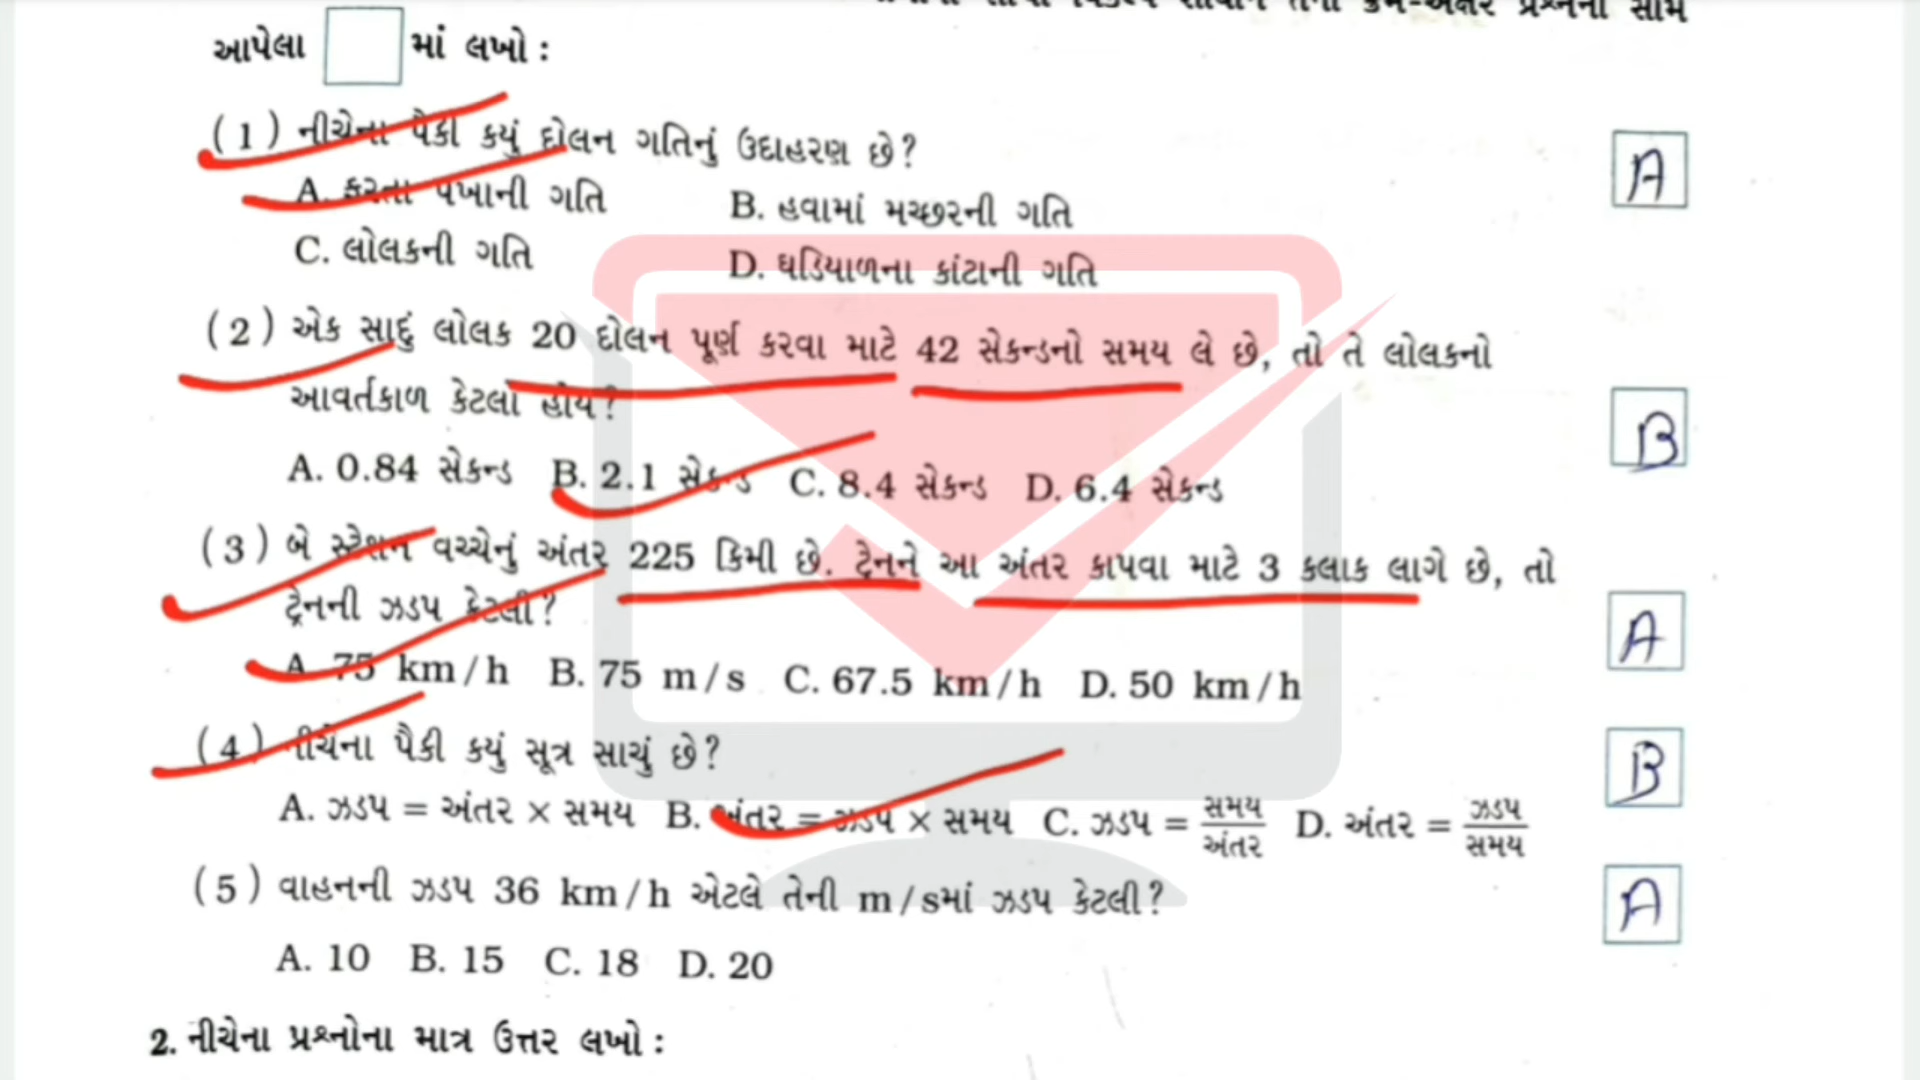 આપેલા માં લખો :
(1) નીચેના પૈકી કયું દોલન ગતિનું ઉદાહરણ છે? A
A. ફરતા પંખાની ગતિ B. હવામાં મચ્છરની ગતિ
C. લોલકની ગતિ D. ઘડિયાળના કાંટાની ગતિ
(2) એક સાદું લોલક 20 દોલન પૂર્ણ કરવા માટે 42 સેકન્ડનો સમય લે છે, તો તે લોલકનો
આવર્તકાળ કેટલો હોય? B
A. 0.84 સેકન્ડ B. 2.1 સેકન્ડ C. 8.4 સેકન્ડ D. 6.4 સેકન્ડ
(3) બે સ્ટેશન વચ્ચેનું અંતર 225 કિમી છે. ટ્રેનને આ અંતર કાપવા માટે 3 કલાક લાગે છે, તો
ટ્રેનની ઝડપ કેટલી? A
A. 75 km/h B. 75 m/s C. 67.5 km/h D. 50 km/h
(4) નીચેના પૈકી કયું સૂત્ર સાચું છે? B
A. ઝડપ = અંતર × સમય B. અંતર = ઝડપ × સમય C. ઝડપ = સમય/અંતર D. અંતર = ઝડપ/સમય
(5) વાહનની ઝડપ 36 km/h એટલે તેની m/sમાં ઝડપ કેટલી? A
A. 10 B. 15 C. 18 D. 20
2. નીચેના પ્રશ્નોના માત્ર ઉત્તર લખો :